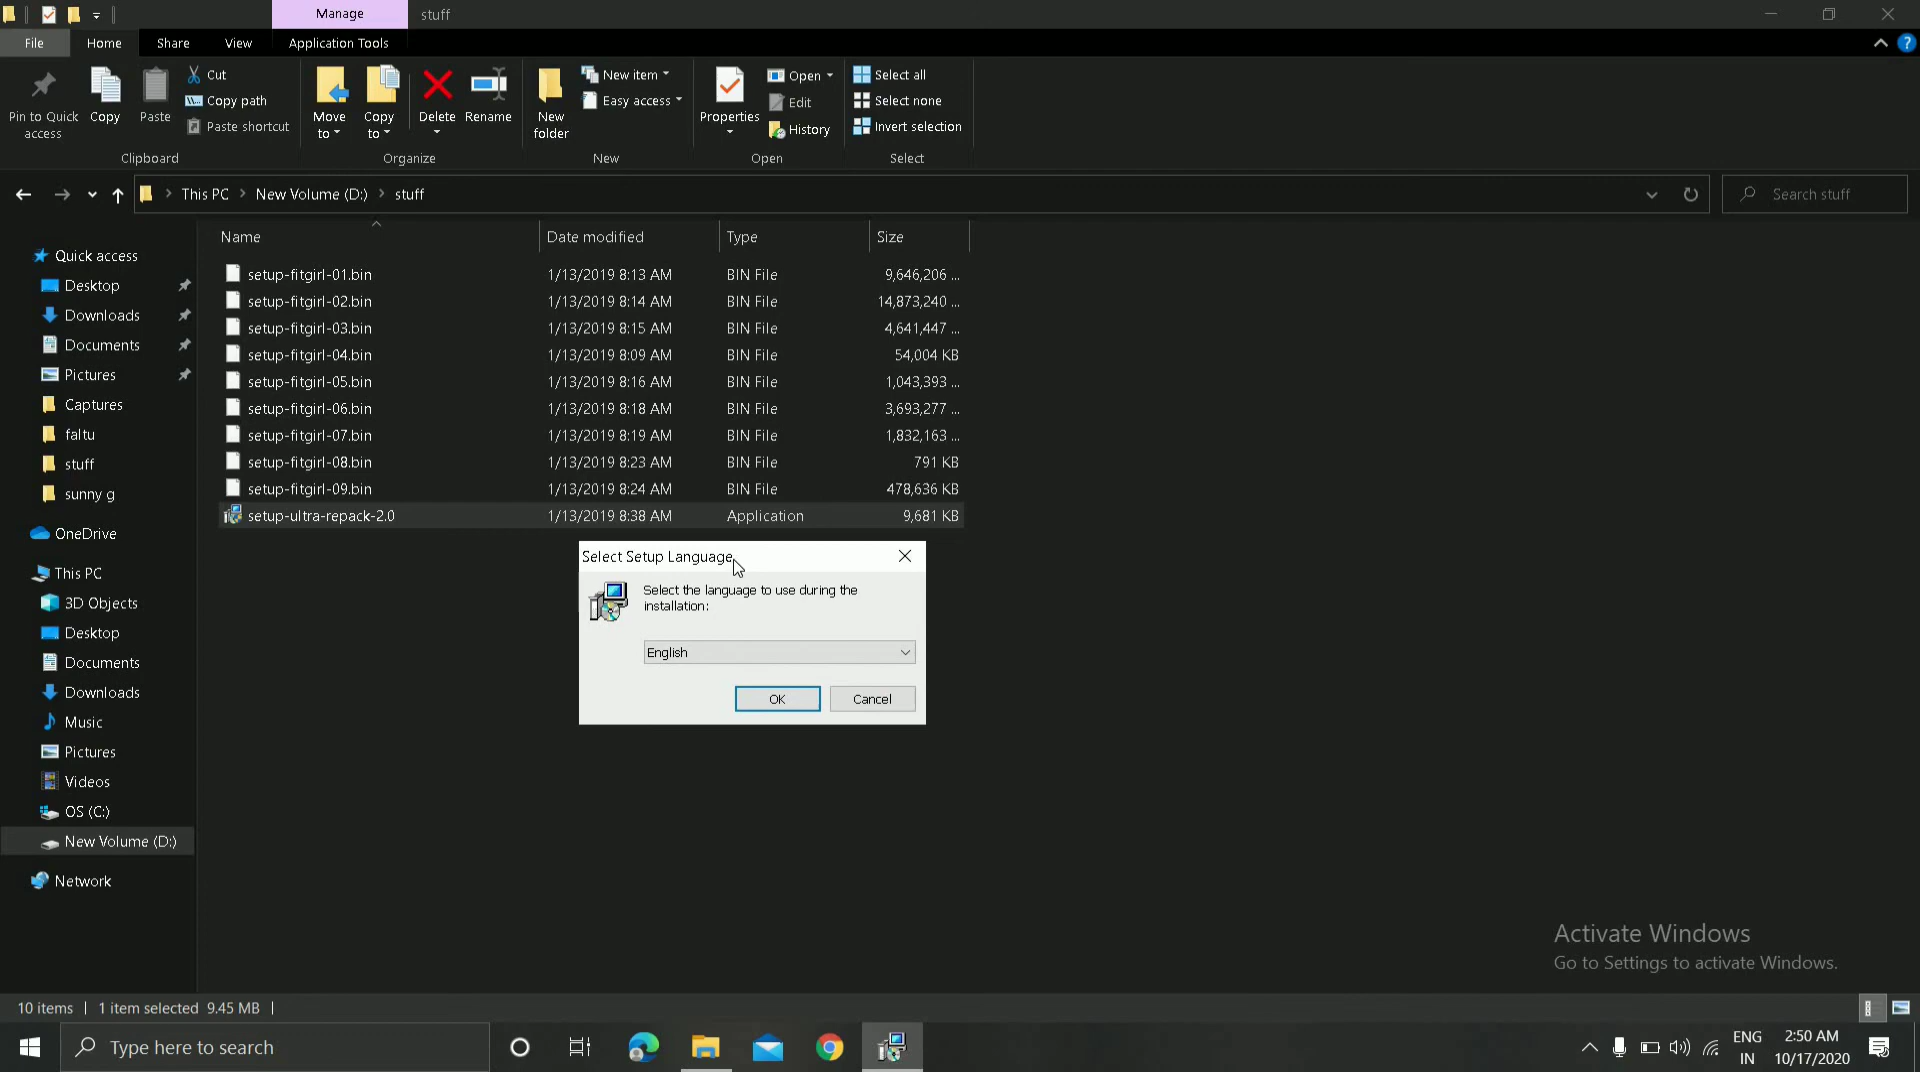 Manage
stuff
File
Home
Share
View
Application Tools
Pin to Quick
access
Copy
Paste
Cut
Copy path
Paste shortcut
Clipboard
Move
to
Copy
to
Delete
Rename
Organize
New
folder
New item
Easy access
New
Properties
Open
Edit
History
Open
Select all
Select none
Invert selection
Select
This PC
New Volume (D:)
stuff
Search stuff
Name
Date modified
Type
Size
setup-fitgirl-01.bin 1/13/2019 8:13 AM BIN File 9,646,206 ...
setup-fitgirl-02.bin 1/13/2019 8:14 AM BIN File 14,873,240 ...
setup-fitgirl-03.bin 1/13/2019 8:15 AM BIN File 4,641,447 ...
setup-fitgirl-04.bin 1/13/2019 8:09 AM BIN File 54,004 KB
setup-fitgirl-05.bin 1/13/2019 8:16 AM BIN File 1,043,393 ...
setup-fitgirl-06.bin 1/13/2019 8:18 AM BIN File 3,693,277 ...
setup-fitgirl-07.bin 1/13/2019 8:19 AM BIN File 1,832,163 ...
setup-fitgirl-08.bin 1/13/2019 8:23 AM BIN File 791 KB
setup-fitgirl-09.bin 1/13/2019 8:24 AM BIN File 478,636 KB
setup-ultra-repack-2.0 1/13/2019 8:38 AM Application 9,681 KB
Quick access
Desktop
Downloads
Documents
Pictures
Captures
faltu
stuff
sunny g
OneDrive
This PC
3D Objects
Desktop
Documents
Downloads
Music
Pictures
Videos
OS (C:)
New Volume (D:)
Network
Select Setup Language
Select the language to use during the
installation:
English
OK
Cancel
Activate Windows
Go to Settings to activate Windows.
10 items
1 item selected 9.45 MB
Type here to search
ENG
IN
2:50 AM
10/17/2020